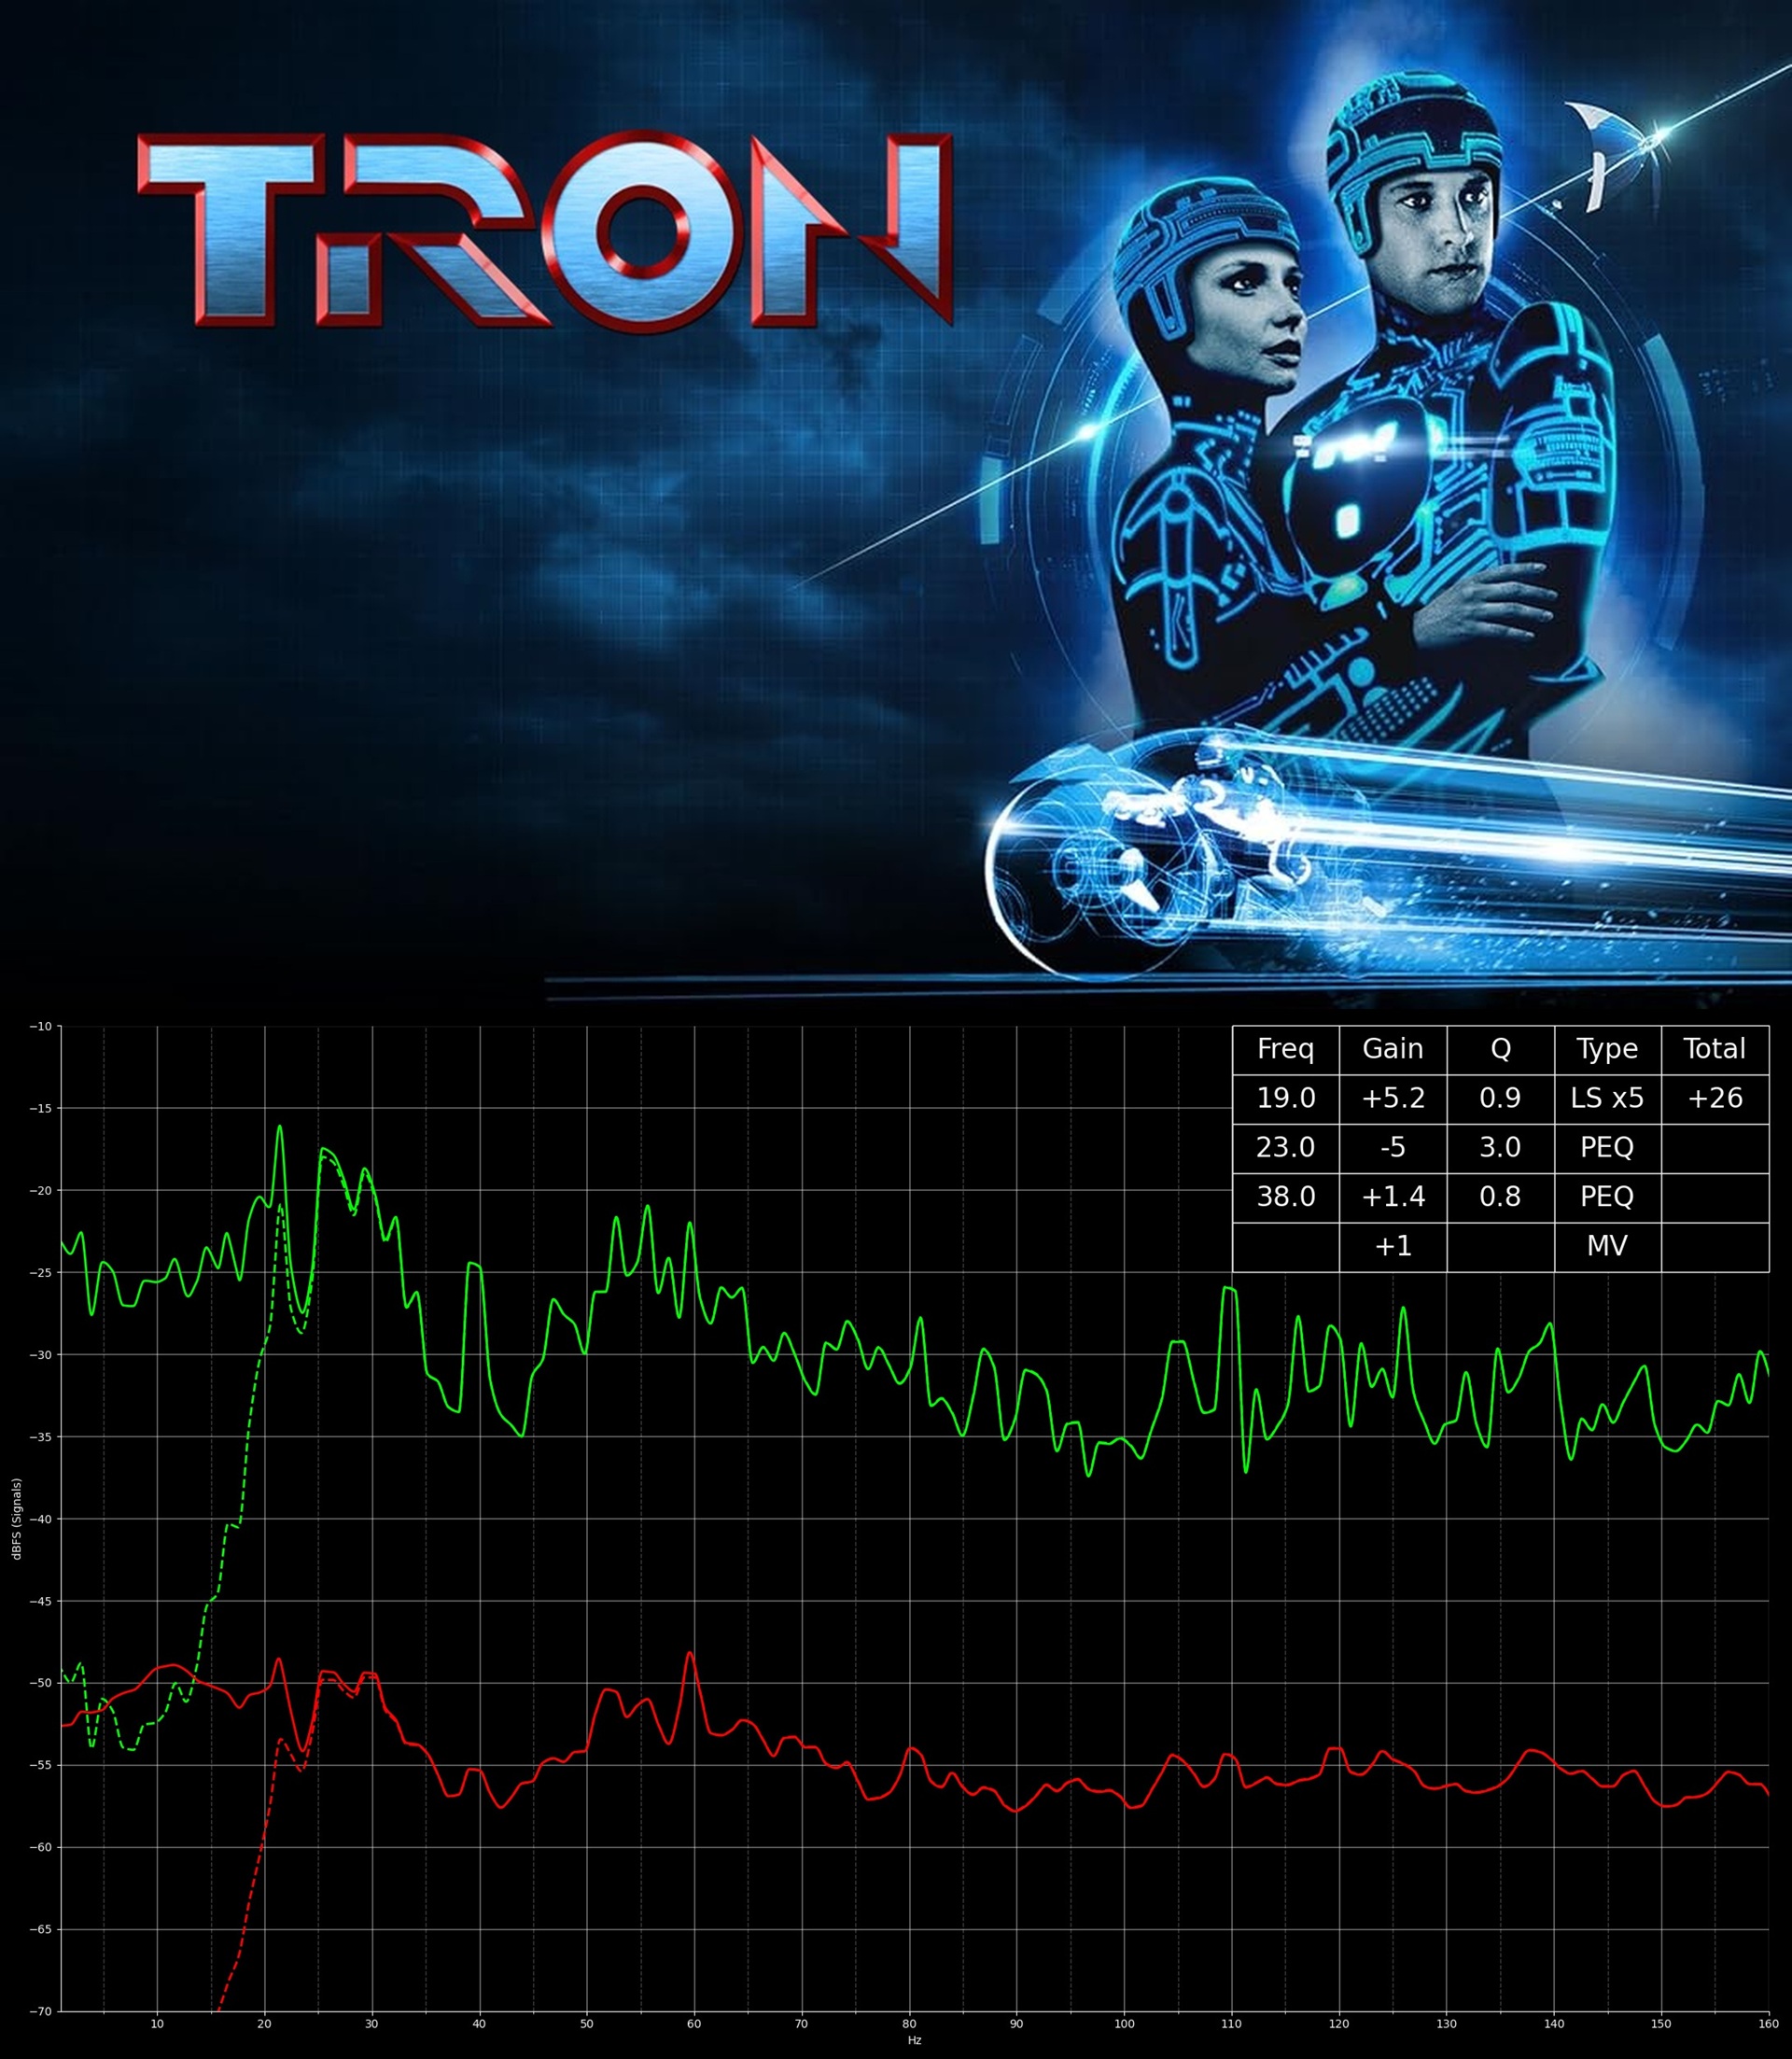 TRON
Freq Gain Q Type Total
19.0 +5.2 0.9 LS x5 +26
23.0 -5 3.0 PEQ
38.0 +1.4 0.8 PEQ
+1 MV
−10
−15
−20
−25
−30
−35
−40
−45
−50
−55
−60
−65
−70
dBFS (Signals)
10 20 30 40 50 60 70 80 90 100 110 120 130 140 150 160
Hz